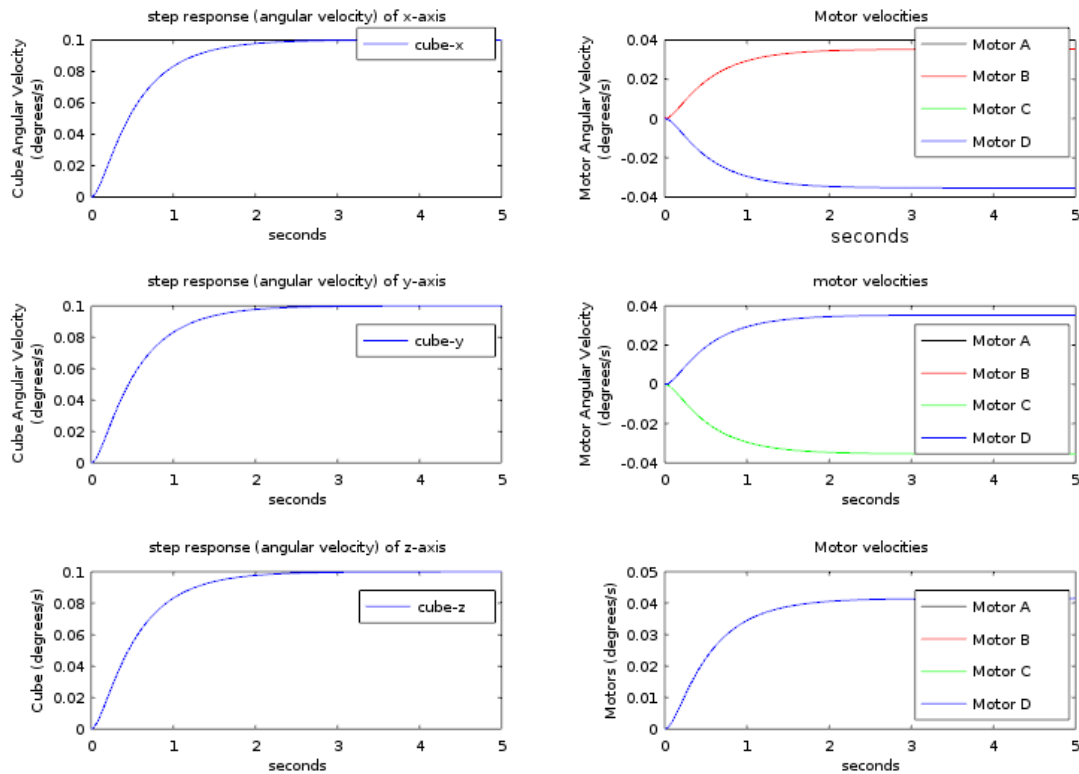 step response (angular velocity) of x-axis
Cube Angular Velocity
(degrees/s)
0.1
0.08
0.06
0.04
0.02
0
cube-x
0 1 2 3 4 5
seconds
Motor velocities
Motor Angular Velocity
(degrees/s)
0.04
0.02
0
-0.02
-0.04
Motor A
Motor B
Motor C
Motor D
0 1 2 3 4 5
seconds
step response (angular velocity) of y-axis
Cube Angular Velocity
(degrees/s)
0.1
0.08
0.06
0.04
0.02
0
cube-y
0 1 2 3 4 5
seconds
motor velocities
Motor Angular Velocity
(degrees/s)
0.04
0.02
0
-0.02
-0.04
Motor A
Motor B
Motor C
Motor D
0 1 2 3 4 5
seconds
step response (angular velocity) of z-axis
Cube (degrees/s)
0.1
0.08
0.06
0.04
0.02
0
cube-z
0 1 2 3 4 5
seconds
Motor velocities
Motors (degrees/s)
0.05
0.04
0.03
0.02
0.01
0
Motor A
Motor B
Motor C
Motor D
0 1 2 3 4 5
seconds